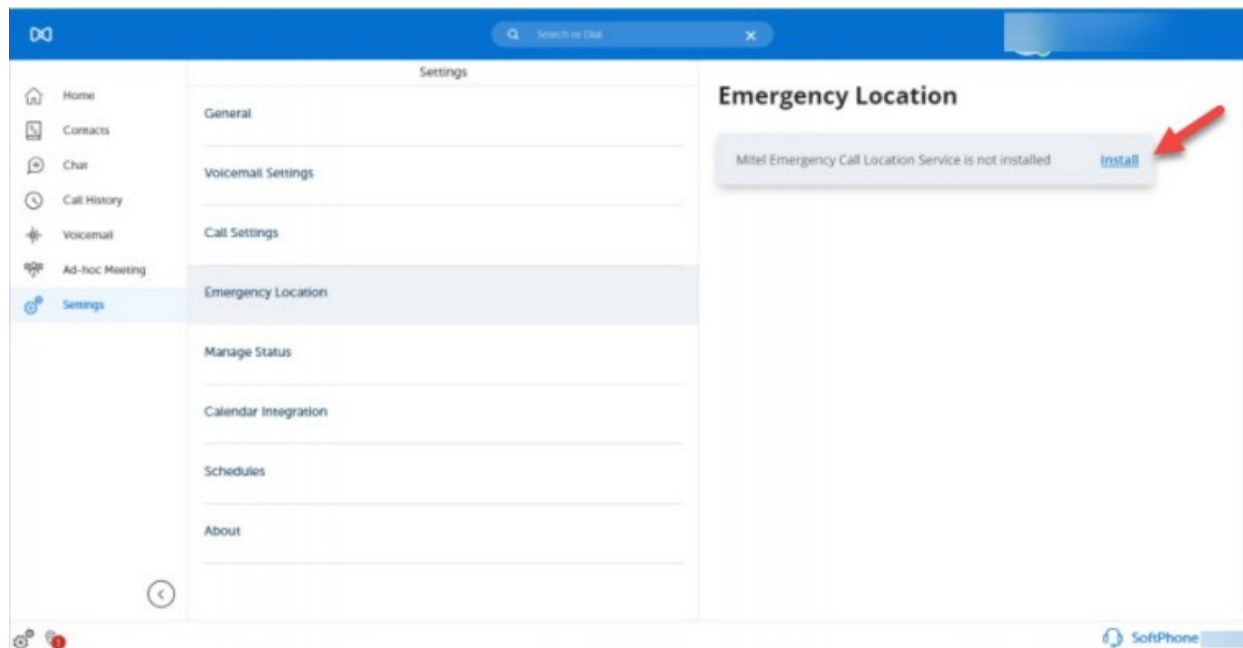 Search or Dial
Settings
Home
Contacts
Chat
Call History
Voicemail
Ad-hoc Meeting
Settings
General
Voicemail Settings
Call Settings
Emergency Location
Manage Status
Calendar Integration
Schedules
About
Emergency Location
Mitel Emergency Call Location Service is not installed Install
1
SoftPhone